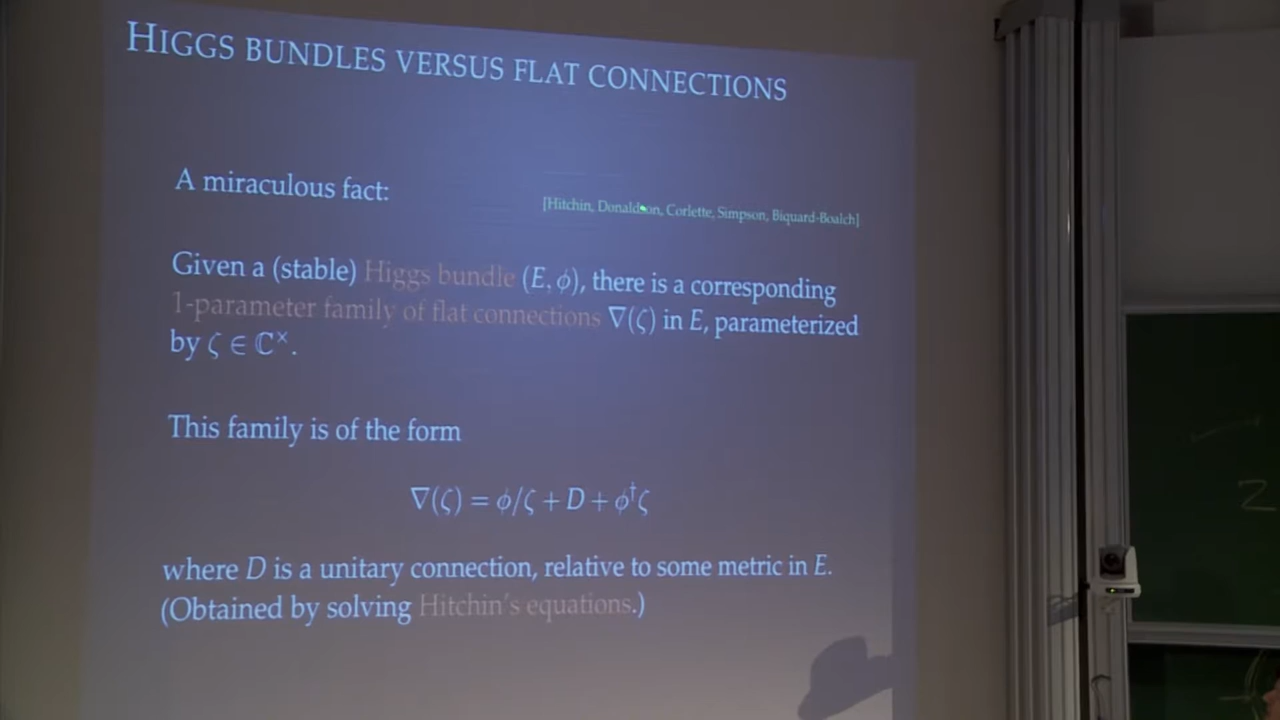 HIGGS BUNDLES VERSUS FLAT CONNECTIONS
A miraculous fact:
[Hitchin, Donaldson, Corlette, Simpson, Biquard-Boalch]
Given a (stable) Higgs bundle (E, ϕ), there is a corresponding
1-parameter family of flat connections ∇(ζ) in E, parameterized
by ζ ∈ ℂ×.
This family is of the form
∇(ζ) = ϕ/ζ + D + ϕ†ζ
where D is a unitary connection, relative to some metric in E.
(Obtained by solving Hitchin's equations.)
2